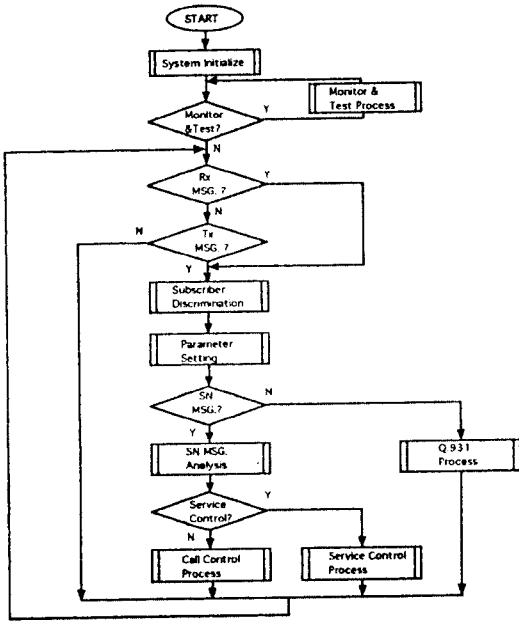 START
System Initialize
Monitor &
Test Process
Monitor
&Test?
Y
N
Rx
MSG. ?
Y
N
N
Tx
MSG. ?
Y
Subscriber
Discrimination
Parameter
Setting
SN
MSG.?
N
Y
SN MSG.
Analysis
Q.931
Process
Service
Control?
Y
N
Call Control
Process
Service Control
Process